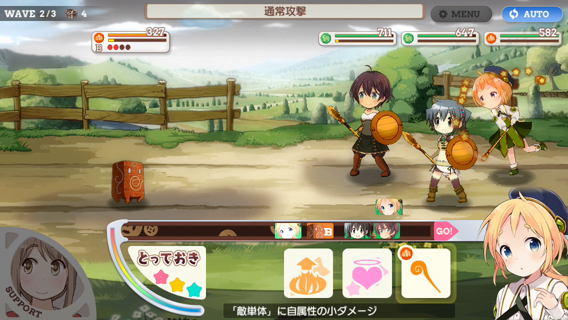 WAVE 2/3 4
通常攻撃
MENU
AUTO
327
B
711
647
582
B
GO!
とっておき
SUPPORT
「敵単体」に自属性の小ダメージ